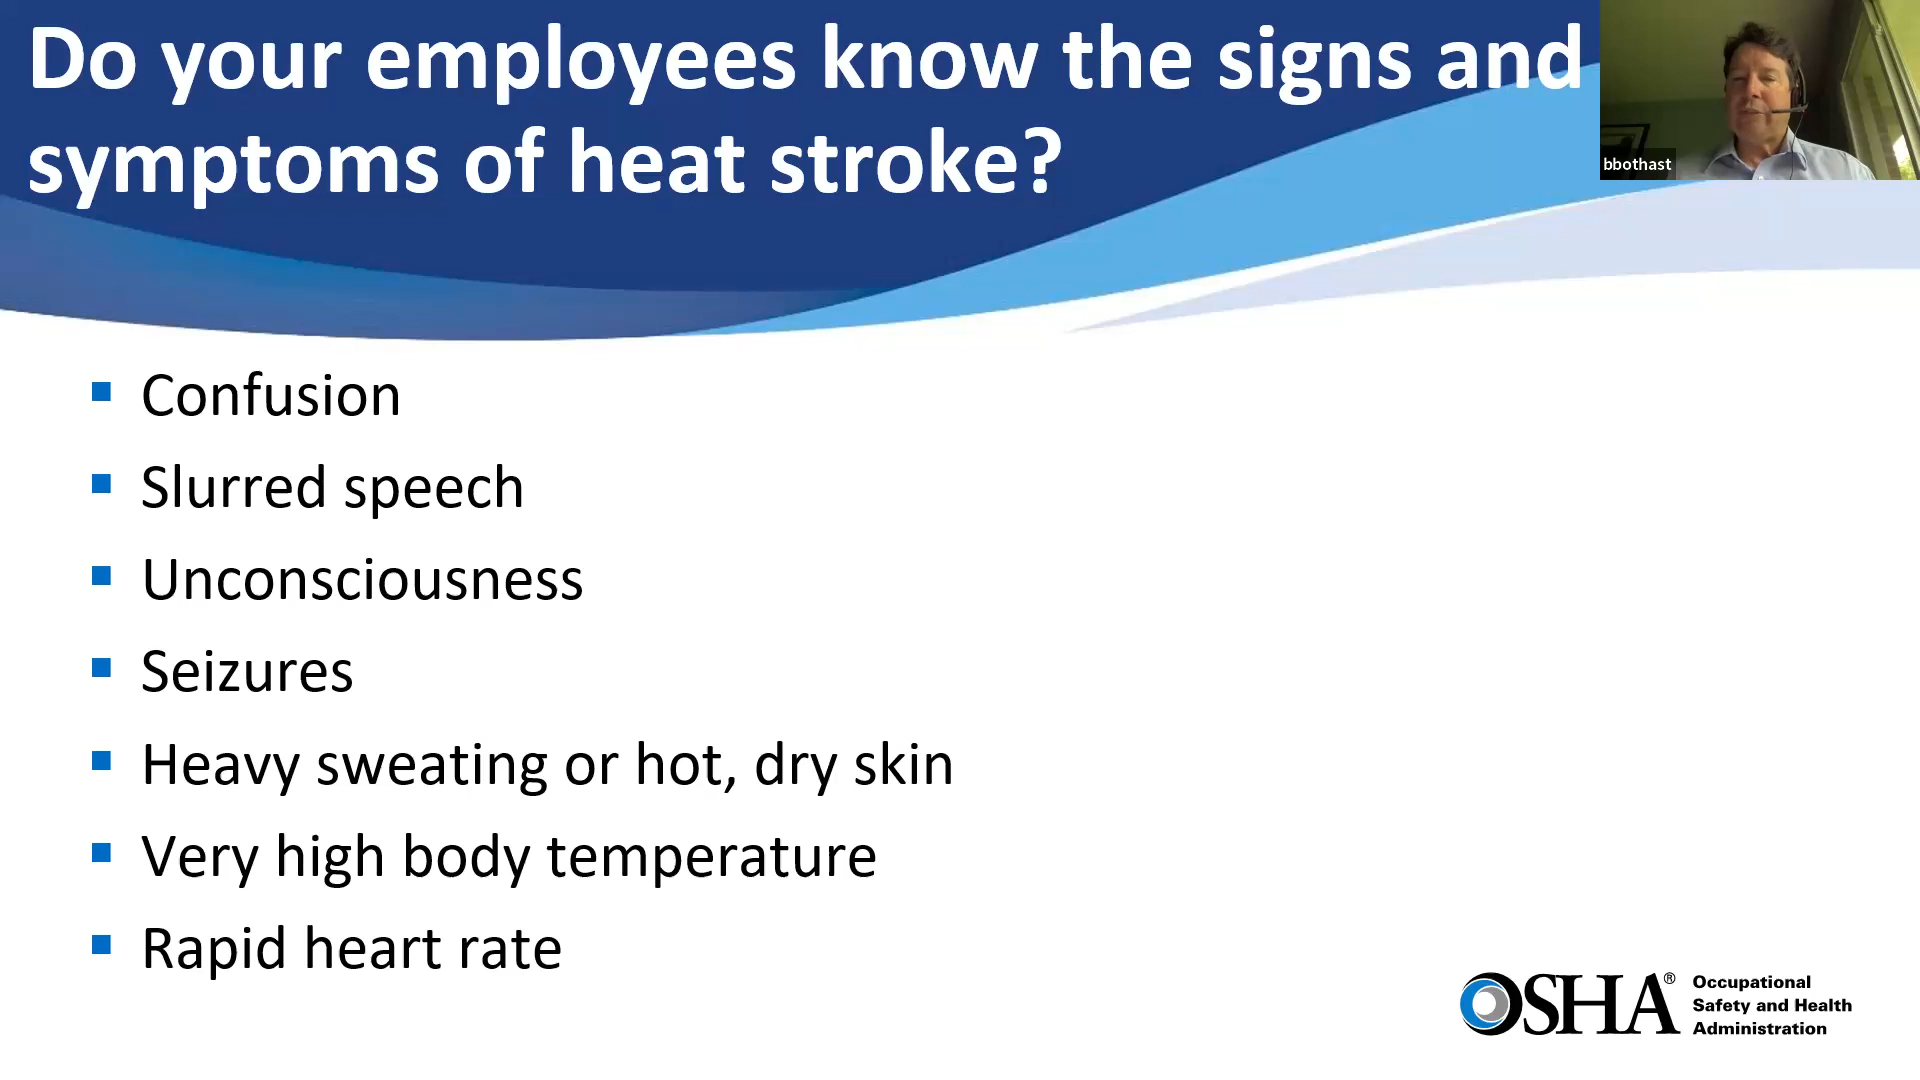 Do your employees know the signs and
symptoms of heat stroke?
bbothast
Confusion
Slurred speech
Unconsciousness
Seizures
Heavy sweating or hot, dry skin
Very high body temperature
Rapid heart rate
OSHA®
Occupational
Safety and Health
Administration